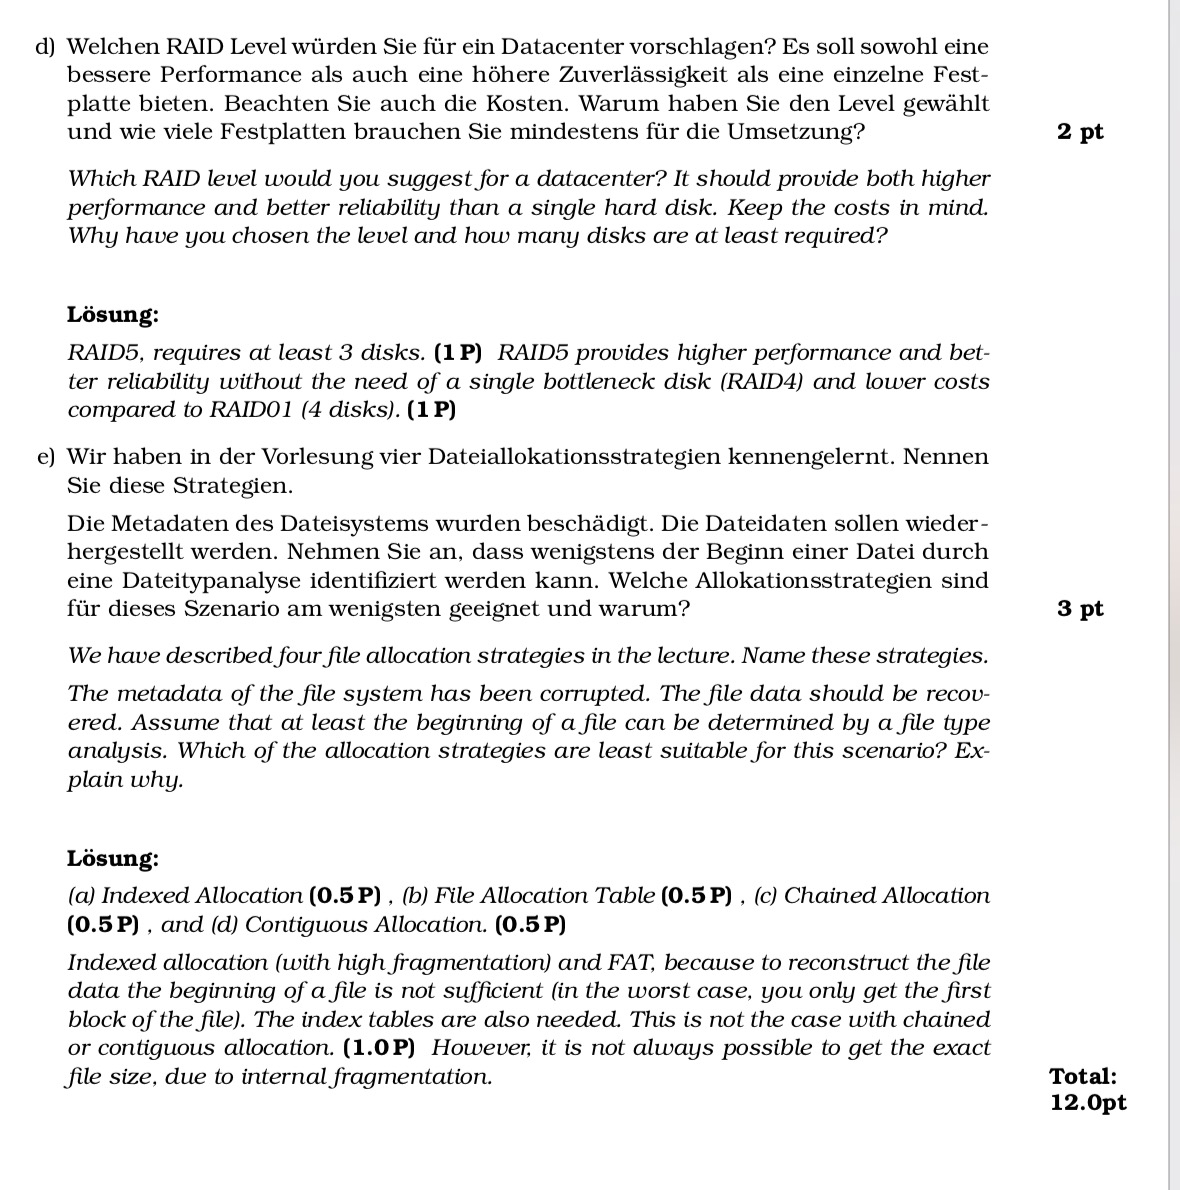 d) Welchen RAID Level würden Sie für ein Datacenter vorschlagen? Es soll sowohl eine
bessere Performance als auch eine höhere Zuverlässigkeit als eine einzelne Fest-
platte bieten. Beachten Sie auch die Kosten. Warum haben Sie den Level gewählt
und wie viele Festplatten brauchen Sie mindestens für die Umsetzung? 2 pt
Which RAID level would you suggest for a datacenter? It should provide both higher
performance and better reliability than a single hard disk. Keep the costs in mind.
Why have you chosen the level and how many disks are at least required?
Lösung:
RAID5, requires at least 3 disks. (1 P) RAID5 provides higher performance and bet-
ter reliability without the need of a single bottleneck disk (RAID4) and lower costs
compared to RAID01 (4 disks). (1 P)
e) Wir haben in der Vorlesung vier Dateiallokationsstrategien kennengelernt. Nennen
Sie diese Strategien.
Die Metadaten des Dateisystems wurden beschädigt. Die Dateidaten sollen wieder-
hergestellt werden. Nehmen Sie an, dass wenigstens der Beginn einer Datei durch
eine Dateitypanalyse identifiziert werden kann. Welche Allokationsstrategien sind
für dieses Szenario am wenigsten geeignet und warum? 3 pt
We have described four file allocation strategies in the lecture. Name these strategies.
The metadata of the file system has been corrupted. The file data should be recov-
ered. Assume that at least the beginning of a file can be determined by a file type
analysis. Which of the allocation strategies are least suitable for this scenario? Ex-
plain why.
Lösung:
(a) Indexed Allocation (0.5 P) , (b) File Allocation Table (0.5 P) , (c) Chained Allocation
(0.5 P) , and (d) Contiguous Allocation. (0.5 P)
Indexed allocation (with high fragmentation) and FAT, because to reconstruct the file
data the beginning of a file is not sufficient (in the worst case, you only get the first
block of the file). The index tables are also needed. This is not the case with chained
or contiguous allocation. (1.0 P) However, it is not always possible to get the exact
file size, due to internal fragmentation.
Total:
12.0pt